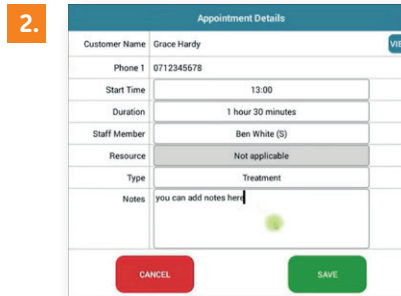 2.
Appointment Details
Customer Name Grace Hardy
Phone 1 0712345678
Start Time 13:00
Duration 1 hour 30 minutes
Staff Member Ben White (S)
Resource Not applicable
Type Treatment
Notes you can add notes here
CANCEL SAVE